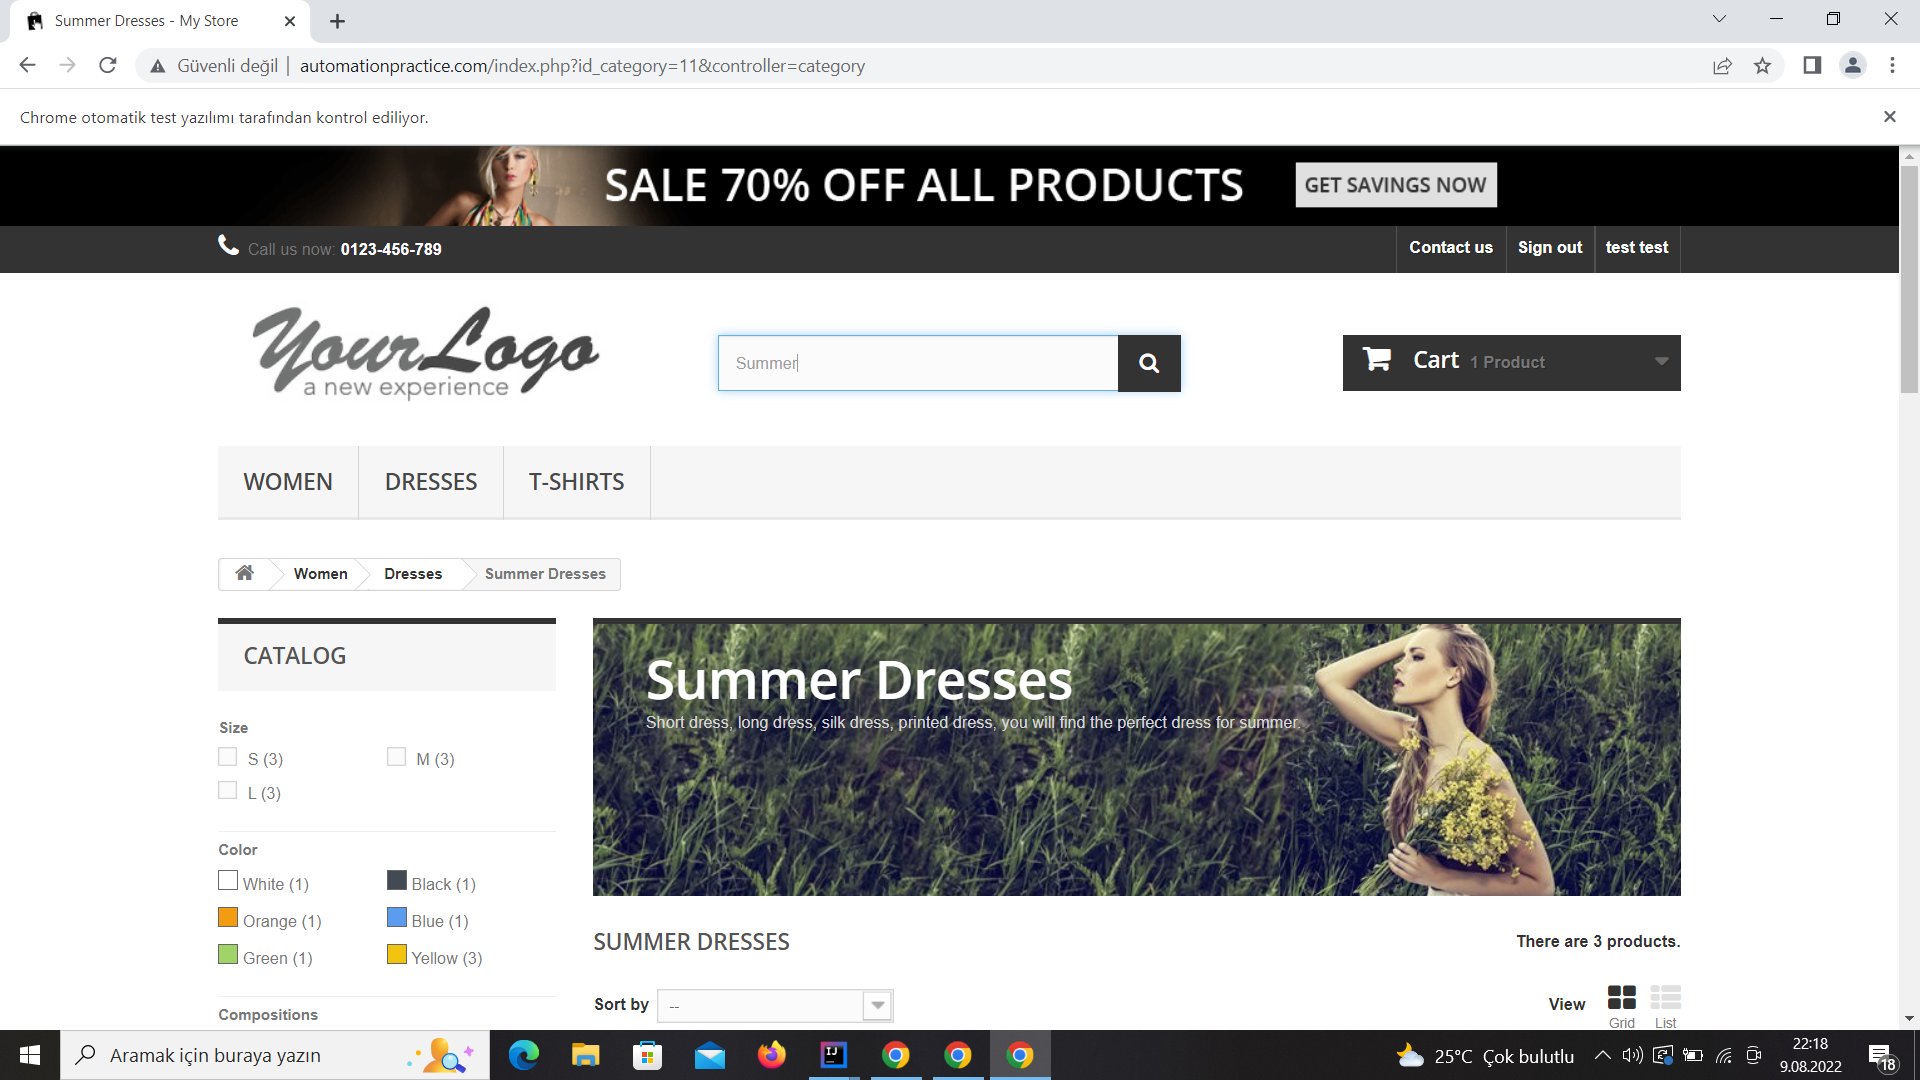 Summer Dresses - My Store
Güvenli değil | automationpractice.com/index.php?id_category=11&controller=category
Chrome otomatik test yazılımı tarafından kontrol ediliyor.
SALE 70% OFF ALL PRODUCTS GET SAVINGS NOW
Call us now: 0123-456-789 Contact us Sign out test test
Your Logo
a new experience
Summer
Cart 1 Product
WOMEN DRESSES T-SHIRTS
Women Dresses Summer Dresses
CATALOG
Size
S (3) M (3)
L (3)
Color
White (1) Black (1)
Orange (1) Blue (1)
Green (1) Yellow (3)
Compositions
Summer Dresses
Short dress, long dress, silk dress, printed dress, you will find the perfect dress for summer.
SUMMER DRESSES There are 3 products.
Sort by -- View
Grid List
Aramak için buraya yazın
IJ
25°C Çok bulutlu
22:18
9.08.2022
18